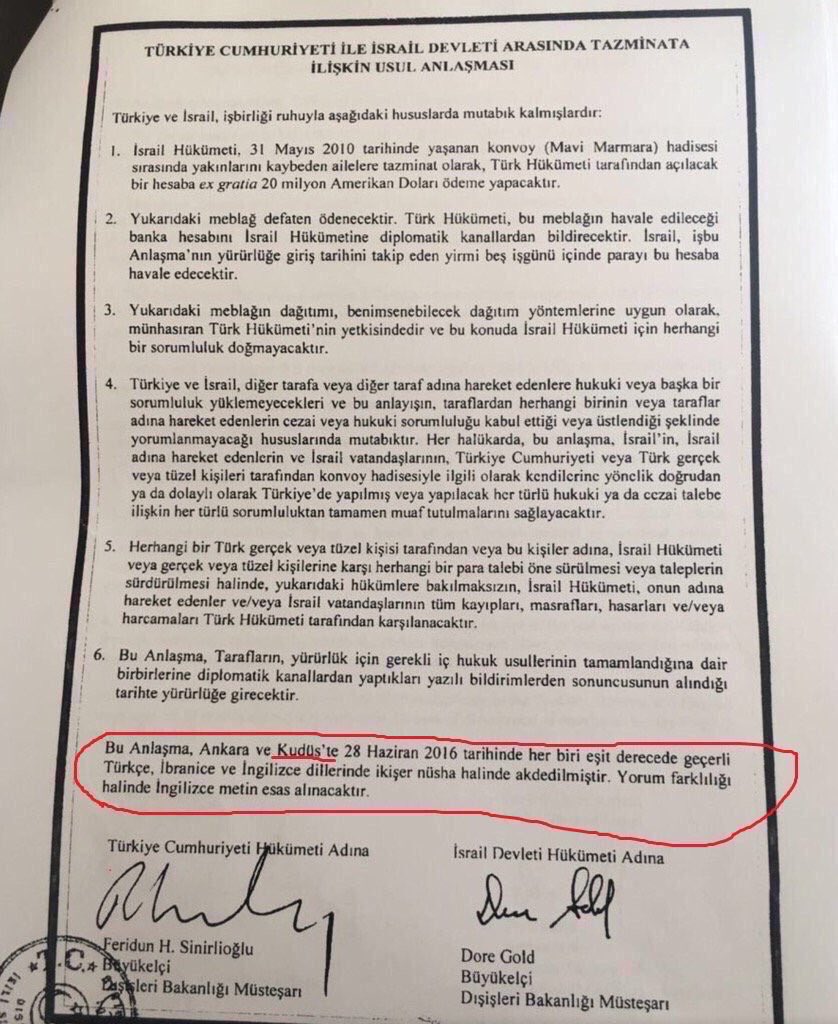 TÜRKİYE CUMHURİYETİ İLE İSRAİL DEVLETİ ARASINDA TAZMİNATA
İLİŞKİN USUL ANLAŞMASI
Türkiye ve İsrail, işbirliği ruhuyla aşağıdaki hususlarda mutabık kalmışlardır:
1. İsrail Hükümeti, 31 Mayıs 2010 tarihinde yaşanan konvoy (Mavi Marmara) hadisesi
sırasında yakınlarını kaybeden ailelere tazminat olarak, Türk Hükümeti tarafından açılacak
bir hesaba ex gratia 20 milyon Amerikan Doları ödeme yapacaktır.
2. Yukarıdaki meblağ defaten ödenecektir. Türk Hükümeti, bu meblağın havale edileceği
banka hesabını İsrail Hükümetine diplomatik kanallardan bildirecektir. İsrail, işbu
Anlaşma'nın yürürlüğe giriş tarihini takip eden yirmi beş işgünü içinde parayı bu hesaba
havale edecektir.
3. Yukarıdaki meblağın dağıtımı, benimsenebilecek dağıtım yöntemlerine uygun olarak,
münhasıran Türk Hükümeti'nin yetkisindedir ve bu konuda İsrail Hükümeti için herhangi
bir sorumluluk doğmayacaktır.
4. Türkiye ve İsrail, diğer tarafa veya diğer taraf adına hareket edenlere hukuki veya başka bir
sorumluluk yüklemeyecekleri ve bu anlayışın, taraflardan herhangi birinin veya taraflar
adına hareket edenlerin cezai veya hukuki sorumluluğu kabul ettiği veya üstlendiği şeklinde
yorumlanmayacağı hususlarında mutabıktır. Her halükarda, bu anlaşma, İsrail'in, İsrail
adına hareket edenlerin ve İsrail vatandaşlarının, Türkiye Cumhuriyeti veya Türk gerçek
veya tüzel kişileri tarafından konvoy hadisesiyle ilgili olarak kendilerine yönelik doğrudan
ya da dolaylı olarak Türkiye'de yapılmış veya yapılacak her türlü hukuki ya da cezai talebe
ilişkin her türlü sorumluluktan tamamen muaf tutulmalarını sağlayacaktır.
5. Herhangi bir Türk gerçek veya tüzel kişisi tarafından veya bu kişiler adına, İsrail Hükümeti
veya gerçek veya tüzel kişilerine karşı herhangi bir para talebi öne sürülmesi veya taleplerin
sürdürülmesi halinde, yukarıdaki hükümlere bakılmaksızın, İsrail Hükümeti, onun adına
hareket edenler ve/veya İsrail vatandaşlarının tüm kayıpları, masrafları, hasarları ve/veya
harcamaları Türk Hükümeti tarafından karşılanacaktır.
6. Bu Anlaşma, Tarafların, yürürlük için gerekli iç hukuk usullerinin tamamlandığına dair
birbirlerine diplomatik kanallardan yaptıkları yazılı bildirimlerden sonuncusunun alındığı
tarihte yürürlüğe girecektir.
Bu Anlaşma, Ankara ve Kudüs'te 28 Haziran 2016 tarihinde her biri eşit derecede geçerli
Türkçe, İbranice ve İngilizce dillerinde ikişer nüsha halinde akdedilmiştir. Yorum farklılığı
halinde İngilizce metin esas alınacaktır.
Türkiye Cumhuriyeti Hükümeti Adına
Feridun H. Sinirlioğlu
Büyükelçi
Dışişleri Bakanlığı Müsteşarı
İsrail Devleti Hükümeti Adına
Dore Gold
Büyükelçi
Dışişleri Bakanlığı Müsteşarı
T.C.